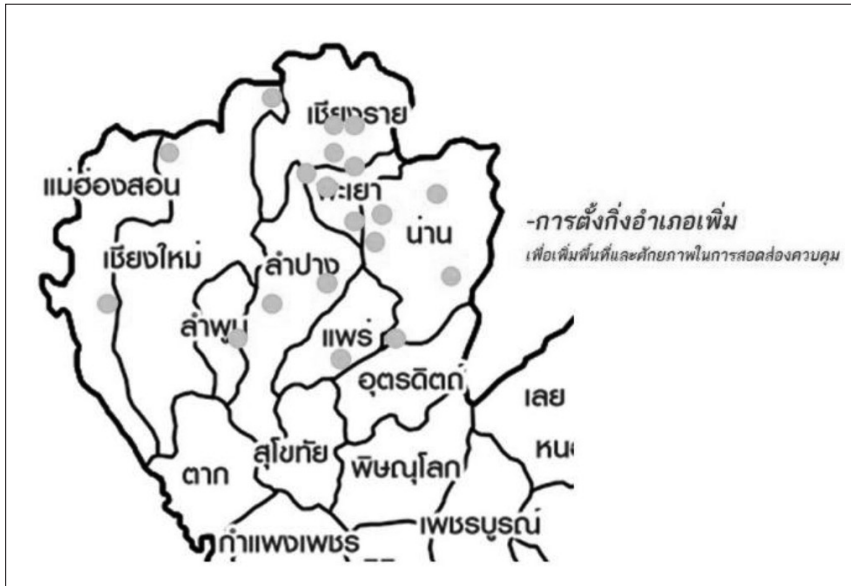 เชียงราย
แม่ฮ่องสอน
พะเยา
น่าน
เชียงใหม่
ลำปาง
ลำพูน
แพร่
อุตรดิตถ์
เลย
สุโขทัย
ตาก
พิษณุโลก
เพชรบูรณ์
กำแพงเพชร
-การตั้งกิ่งอำเภอเพิ่ม
เพื่อเพิ่มพื้นที่และศักยภาพในการสอดส่องควบคุม